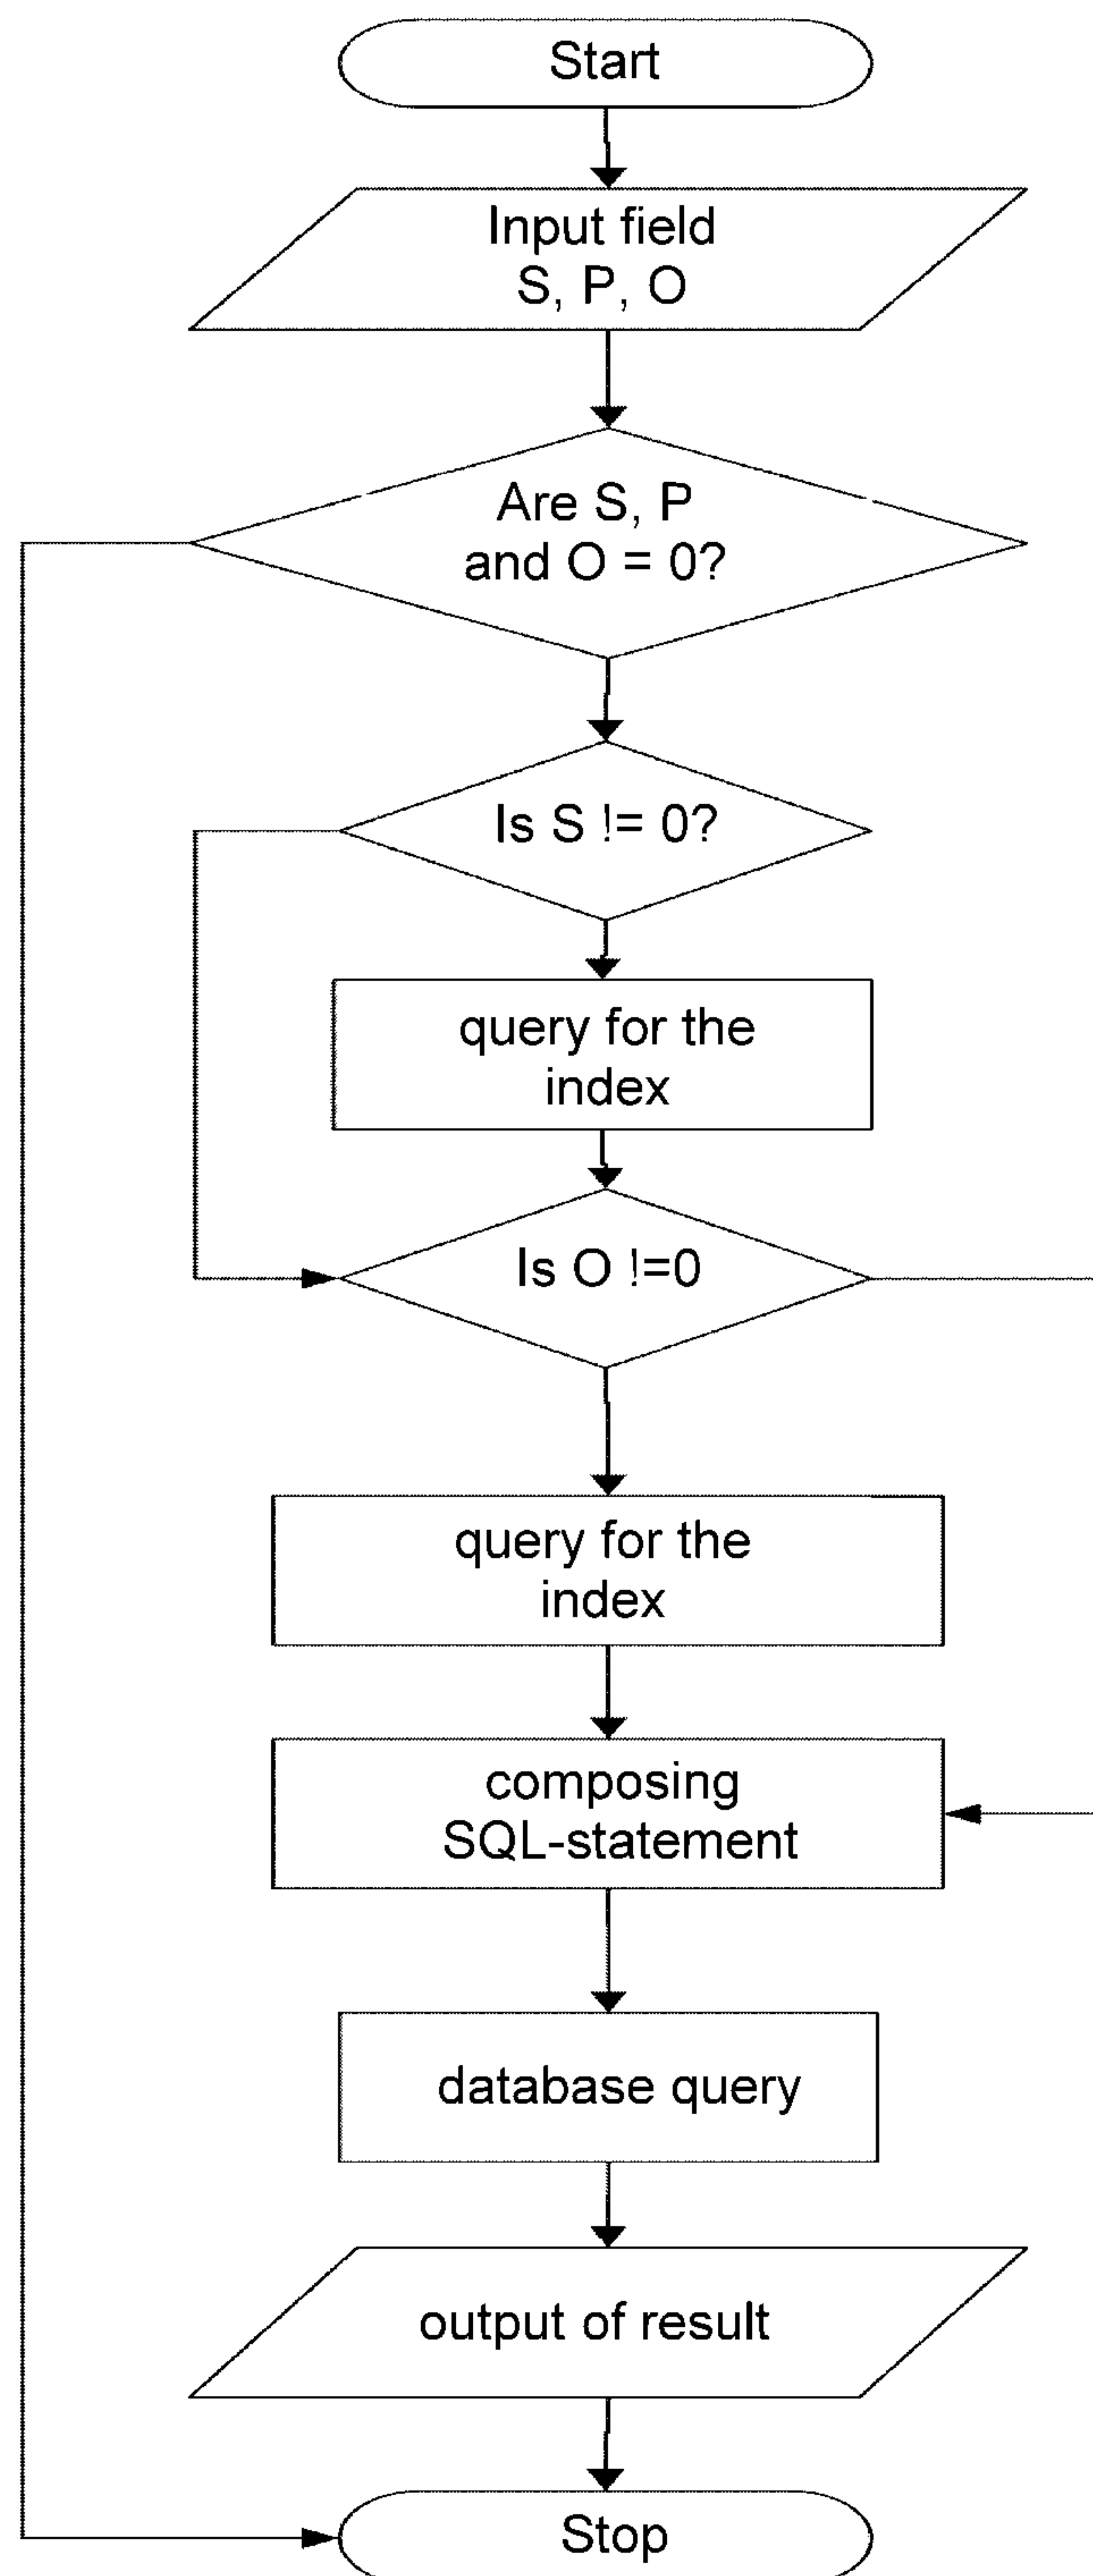 Start
Input field
S, P, O
Are S, P
and O = 0?
Is S != 0?
query for the
index
Is O !=0
query for the
index
composing
SQL-statement
database query
output of result
Stop